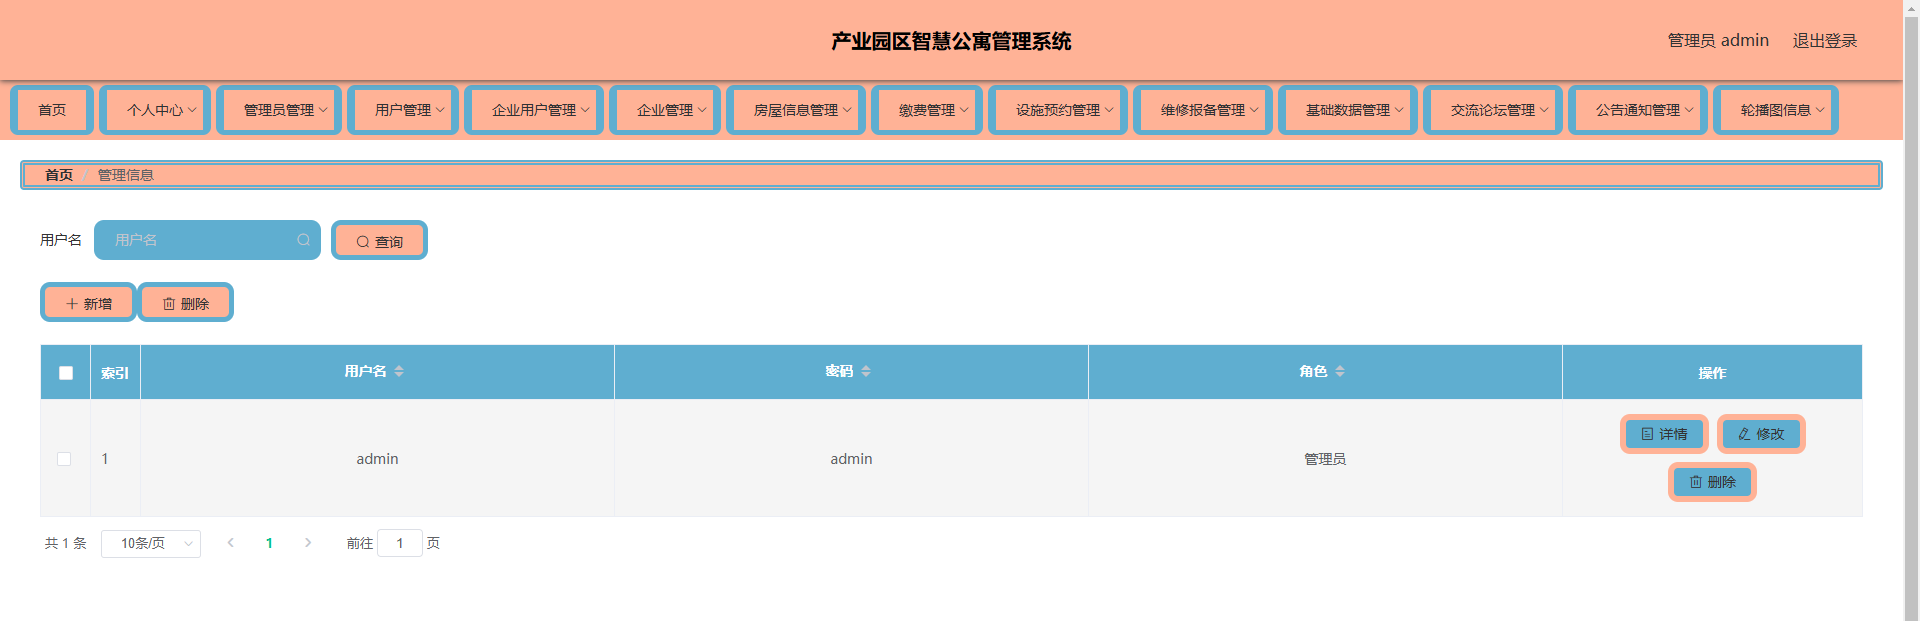 产业园区智慧公寓管理系统
管理员 admin 退出登录
首页 个人中心 管理员管理 用户管理 企业用户管理 企业管理 房屋信息管理 缴费管理 设施预约管理 维修报备管理 基础数据管理 交流论坛管理 公告通知管理 轮播图信息
首页 / 管理信息
用户名 用户名 查询
新增 删除
索引 用户名 密码 角色 操作
1 admin admin 管理员 详情 修改
删除
共 1 条 10条/页 1 前往 1 页